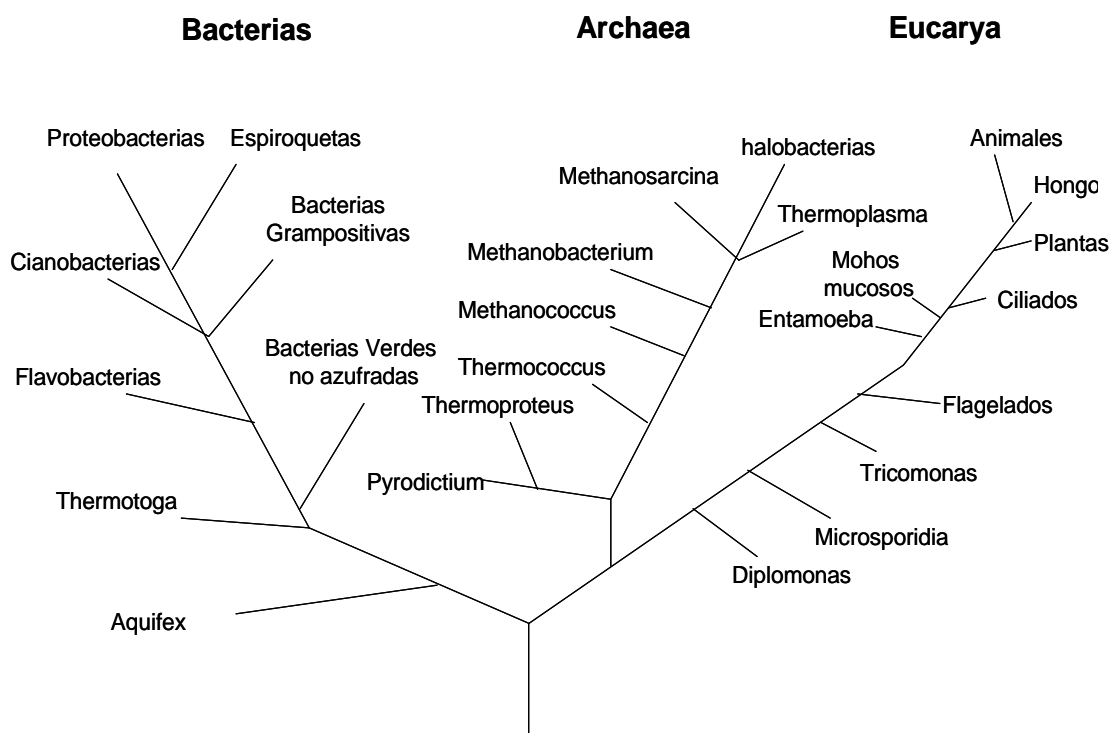 Bacterias
Archaea
Eucarya
Proteobacterias
Espiroquetas
Bacterias
Grampositivas
Cianobacterias
Flavobacterias
Bacterias Verdes
no azufradas
Thermotoga
Aquifex
halobacterias
Methanosarcina
Thermoplasma
Methanobacterium
Methanococcus
Thermococcus
Thermoproteus
Pyrodictium
Animales
Hongo
Plantas
Mohos
mucosos
Ciliados
Entamoeba
Flagelados
Tricomonas
Microsporidia
Diplomonas